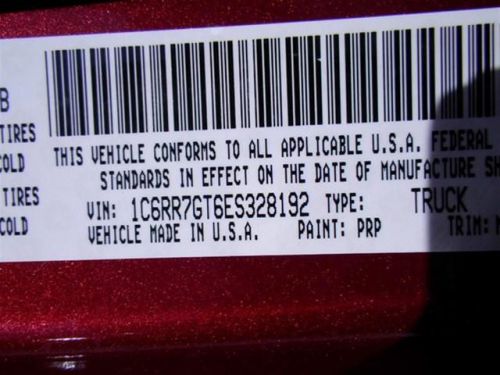 B
TIRES
COLD
TIRES
COLD
THIS VEHICLE CONFORMS TO ALL APPLICABLE U.S.A. FEDERAL
STANDARDS IN EFFECT ON THE DATE OF MANUFACTURE SH
VIN: 1C6RR7GT6ES328192 TYPE: TRUCK
VEHICLE MADE IN U.S.A. PAINT: PRP TRIM: